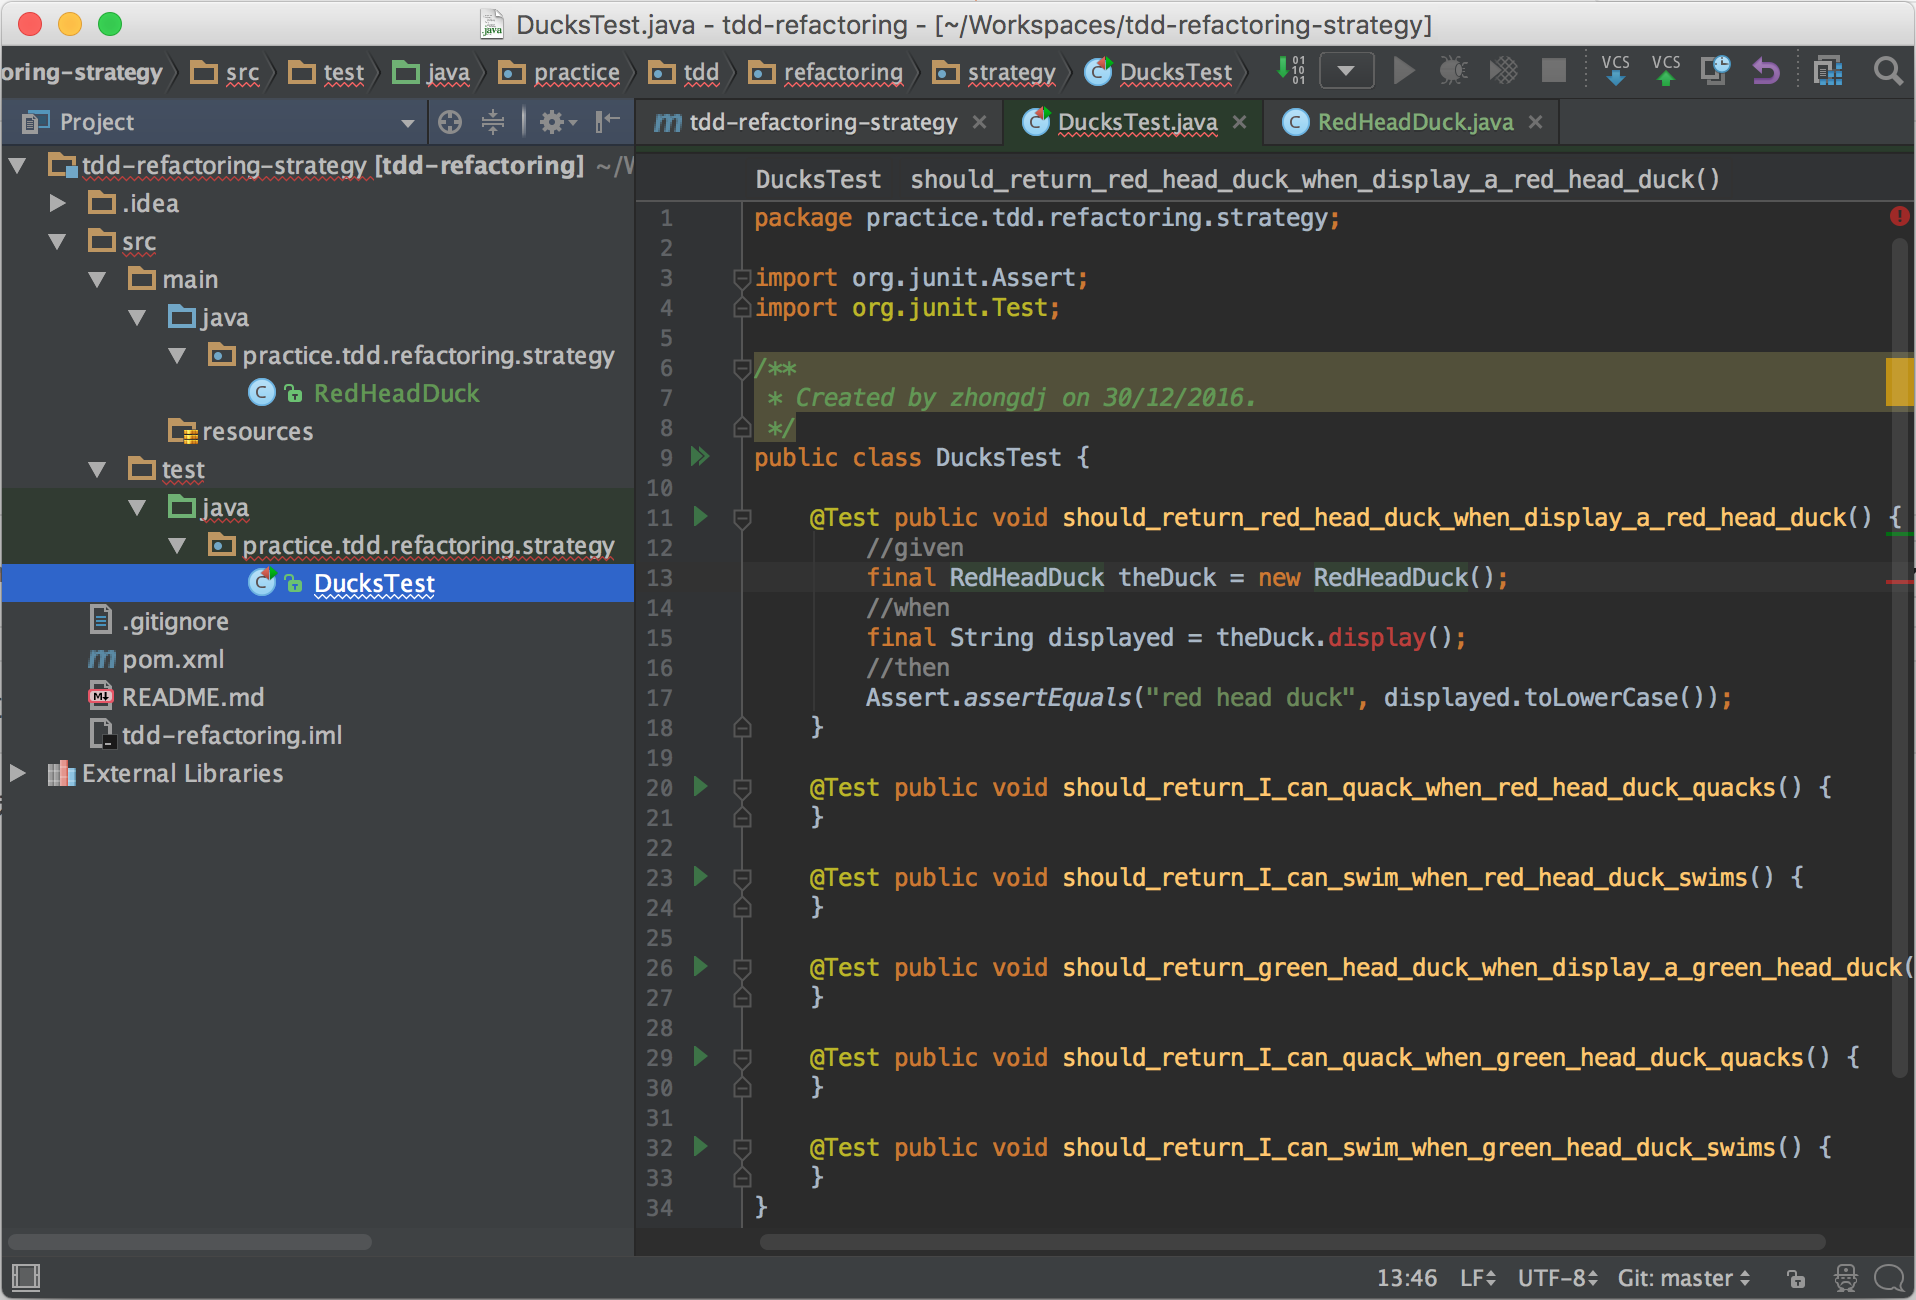 DucksTest.java - tdd-refactoring - [~/Workspaces/tdd-refactoring-strategy]
oring-strategy src test java practice tdd refactoring strategy DucksTest VCS VCS
Project tdd-refactoring-strategy DucksTest.java RedHeadDuck.java
tdd-refactoring-strategy [tdd-refactoring] ~/W
.idea
src
main
java
practice.tdd.refactoring.strategy
RedHeadDuck
resources
test
java
practice.tdd.refactoring.strategy
DucksTest
.gitignore
pom.xml
README.md
tdd-refactoring.iml
External Libraries
DucksTest should_return_red_head_duck_when_display_a_red_head_duck()
1 package practice.tdd.refactoring.strategy;
2
3 import org.junit.Assert;
4 import org.junit.Test;
5
6 /**
7 * Created by zhongdj on 30/12/2016.
8 */
9 public class DucksTest {
10
11 @Test public void should_return_red_head_duck_when_display_a_red_head_duck() {
12 //given
13 final RedHeadDuck theDuck = new RedHeadDuck();
14 //when
15 final String displayed = theDuck.display();
16 //then
17 Assert.assertEquals("red head duck", displayed.toLowerCase());
18 }
19
20 @Test public void should_return_I_can_quack_when_red_head_duck_quacks() {
21 }
22
23 @Test public void should_return_I_can_swim_when_red_head_duck_swims() {
24 }
25
26 @Test public void should_return_green_head_duck_when_display_a_green_head_duck(
27 }
28
29 @Test public void should_return_I_can_quack_when_green_head_duck_quacks() {
30 }
31
32 @Test public void should_return_I_can_swim_when_green_head_duck_swims() {
33 }
34 }
13:46 LF UTF-8 Git: master